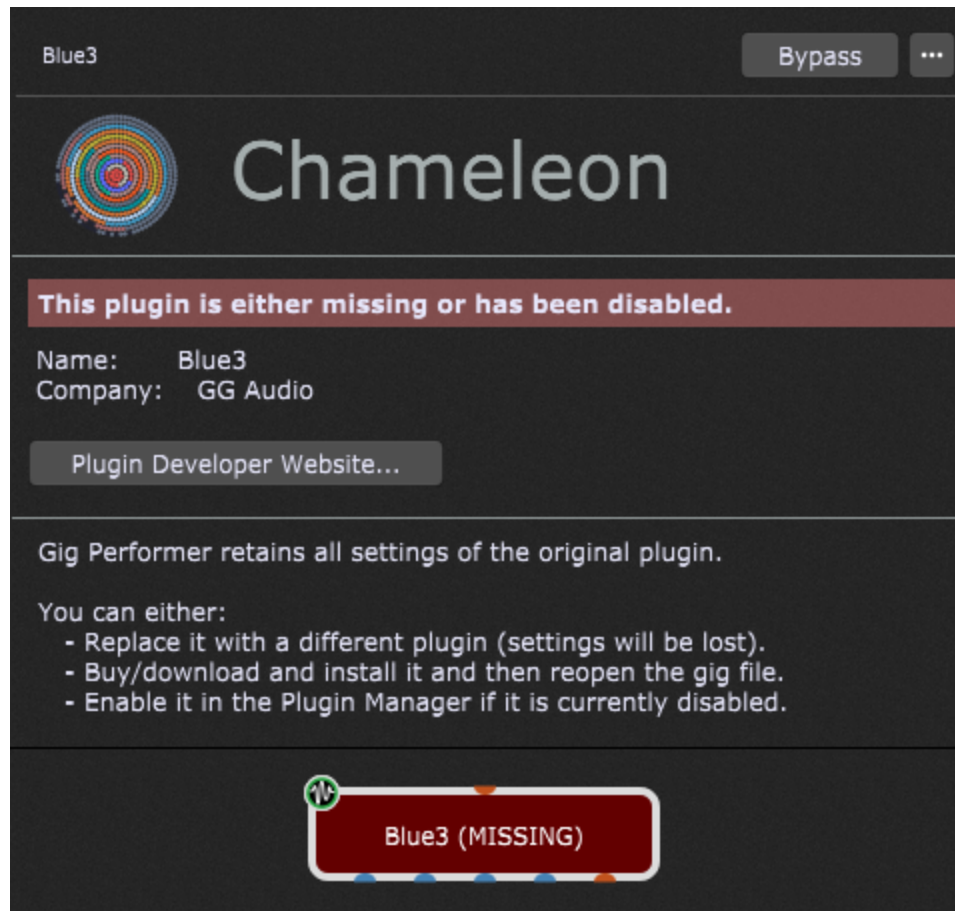 Blue3
Bypass
...
Chameleon
This plugin is either missing or has been disabled.
Name: Blue3
Company: GG Audio
Plugin Developer Website...
Gig Performer retains all settings of the original plugin.
You can either:
- Replace it with a different plugin (settings will be lost).
- Buy/download and install it and then reopen the gig file.
- Enable it in the Plugin Manager if it is currently disabled.
Blue3 (MISSING)